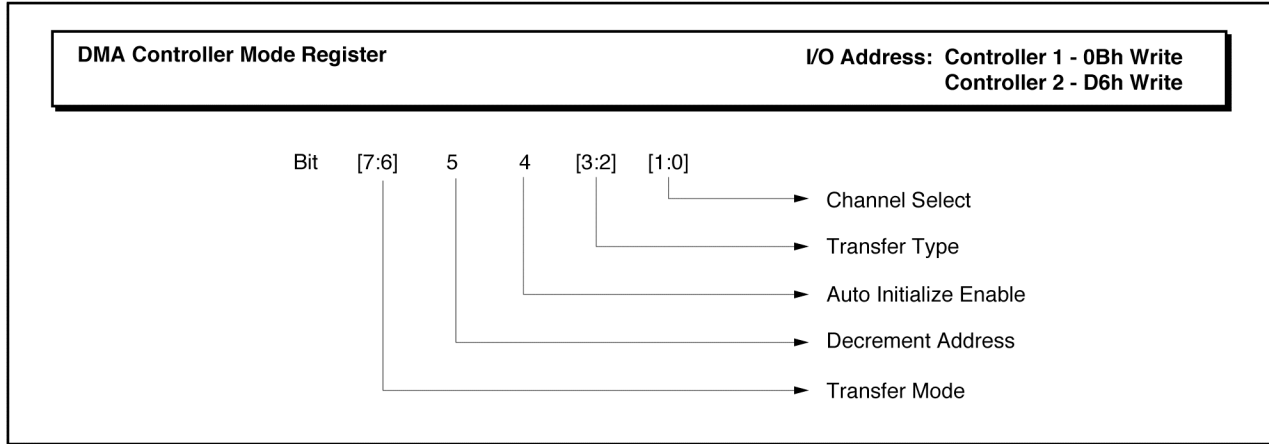 DMA Controller Mode Register
I/O Address: Controller 1 - 0Bh Write
Controller 2 - D6h Write
Bit [7:6] 5 4 [3:2] [1:0]
Channel Select
Transfer Type
Auto Initialize Enable
Decrement Address
Transfer Mode